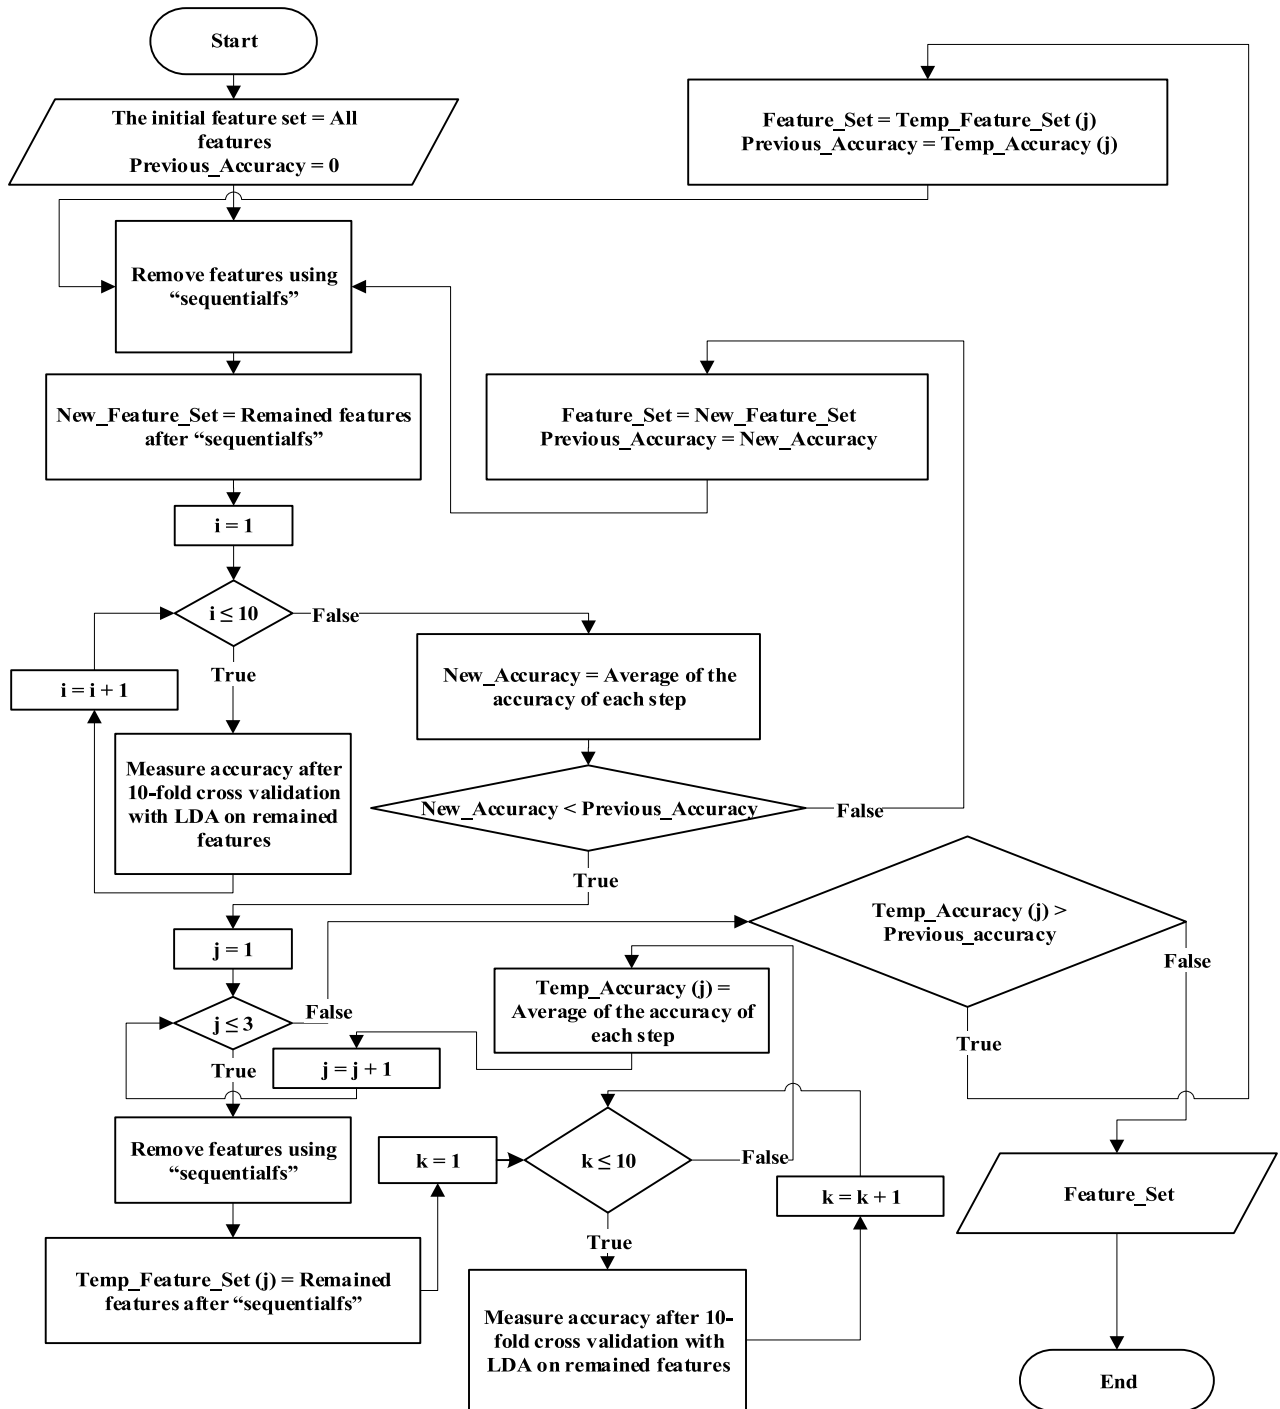 Start
The initial feature set = All
features
Previous_Accuracy = 0
Feature_Set = Temp_Feature_Set (j)
Previous_Accuracy = Temp_Accuracy (j)
Remove features using
“sequentialfs”
New_Feature_Set = Remained features
after “sequentialfs”
Feature_Set = New_Feature_Set
Previous_Accuracy = New_Accuracy
i = 1
i ≤ 10
False
True
i = i + 1
New_Accuracy = Average of the
accuracy of each step
Measure accuracy after
10-fold cross validation
with LDA on remained
features
New_Accuracy < Previous_Accuracy
False
True
Temp_Accuracy (j) >
Previous_accuracy
False
True
j = 1
j ≤ 3
False
True
Temp_Accuracy (j) =
Average of the accuracy of
each step
j = j + 1
Remove features using
“sequentialfs”
k = 1
k ≤ 10
False
True
k = k + 1
Feature_Set
Temp_Feature_Set (j) = Remained
features after “sequentialfs”
Measure accuracy after 10-
fold cross validation with
LDA on remained features
End